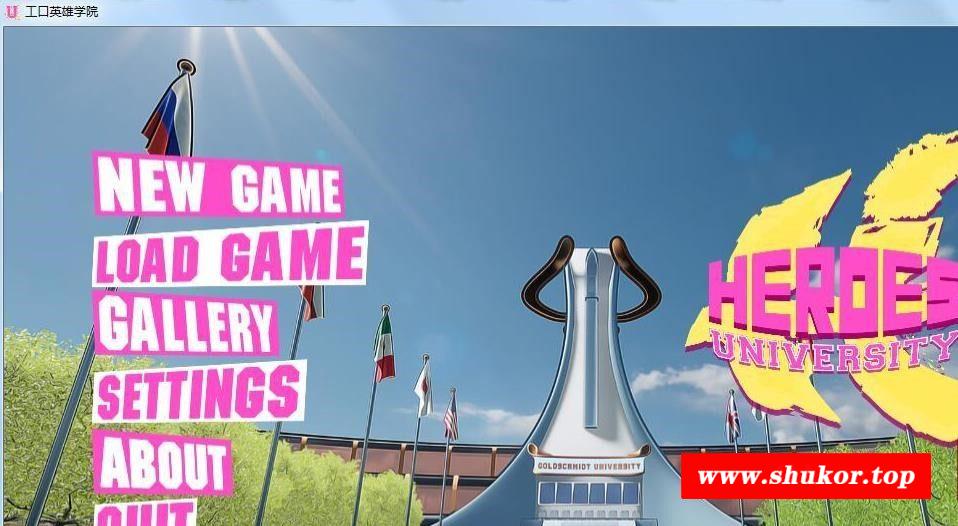 工口英雄学院
NEW GAME
LOAD GAME
GALLERY
SETTINGS
ABOUT
QUIT
HEROES
UNIVERSITY
GOLDSCHMIDT UNIVERSITY
www.shukor.top